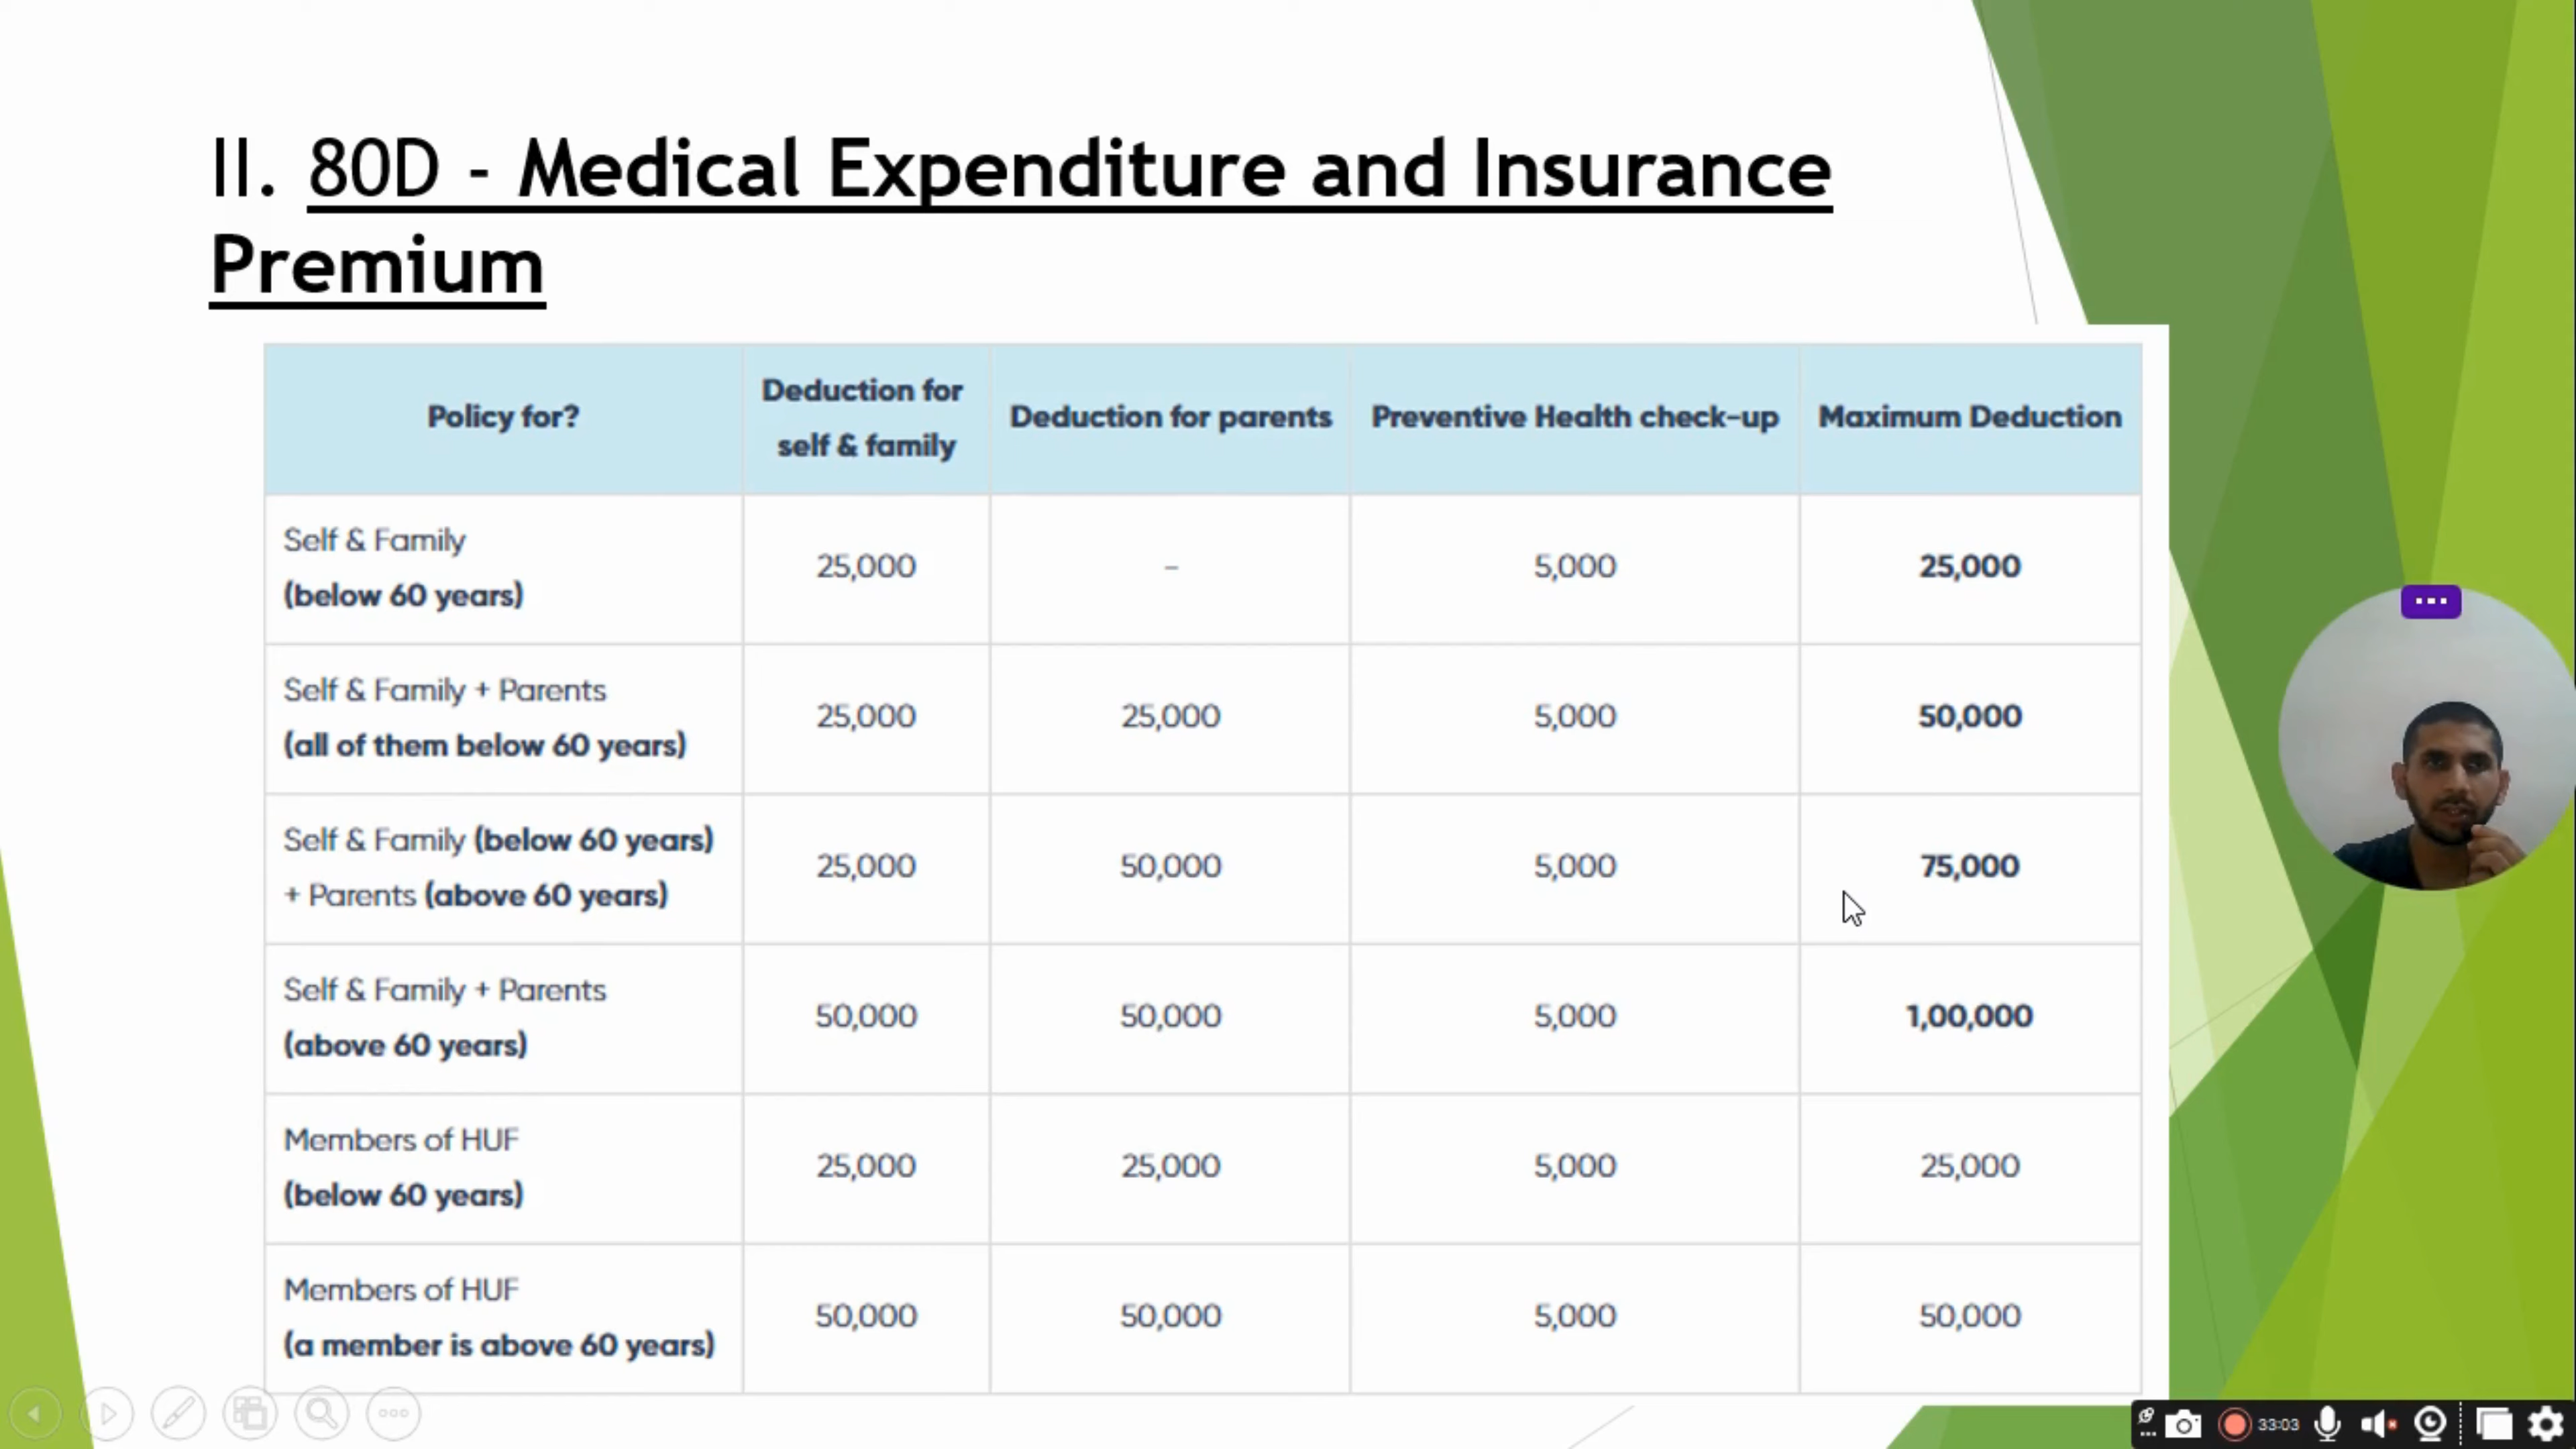 II. 80D - Medical Expenditure and Insurance
Premium
Policy for?
Deduction for
self & family
Deduction for parents
Preventive Health check-up
Maximum Deduction
Self & Family
(below 60 years)
25,000
-
5,000
25,000
Self & Family + Parents
(all of them below 60 years)
25,000
25,000
5,000
50,000
Self & Family (below 60 years)
+ Parents (above 60 years)
25,000
50,000
5,000
75,000
Self & Family + Parents
(above 60 years)
50,000
50,000
5,000
1,00,000
Members of HUF
(below 60 years)
25,000
25,000
5,000
25,000
Members of HUF
(a member is above 60 years)
50,000
50,000
5,000
50,000
33:03